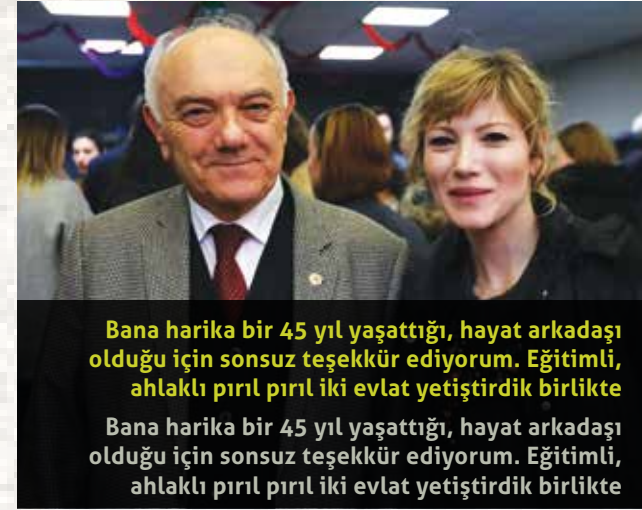 Bana harika bir 45 yıl yaşattığı, hayat arkadaşı
olduğu için sonsuz teşekkür ediyorum. Eğitimli,
ahlaklı pırıl pırıl iki evlat yetiştirdik birlikte
Bana harika bir 45 yıl yaşattığı, hayat arkadaşı
olduğu için sonsuz teşekkür ediyorum. Eğitimli,
ahlaklı pırıl pırıl iki evlat yetiştirdik birlikte